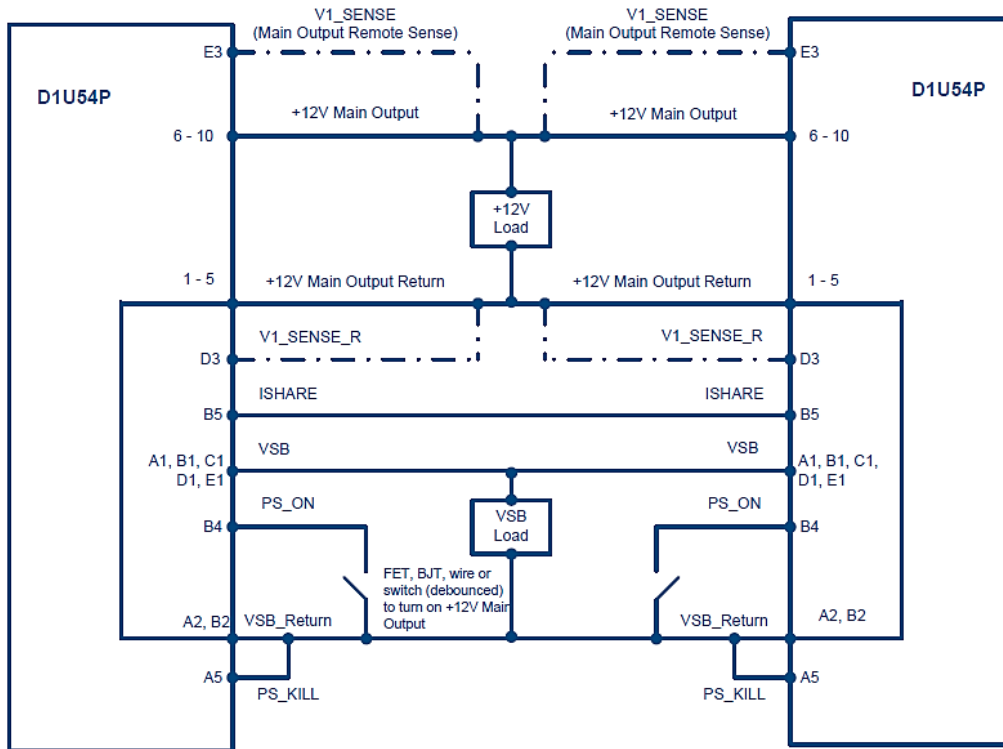 V1_SENSE
(Main Output Remote Sense)
V1_SENSE
(Main Output Remote Sense)
E3
E3
D1U54P
D1U54P
+12V Main Output
+12V Main Output
6 - 10
6 - 10
+12V
Load
1 - 5
+12V Main Output Return
+12V Main Output Return
1 - 5
V1_SENSE_R
V1_SENSE_R
D3
D3
ISHARE
ISHARE
B5
B5
VSB
VSB
A1, B1, C1
D1, E1
A1, B1, C1,
D1, E1
PS_ON
PS_ON
B4
B4
VSB
Load
FET, BJT, wire or
switch (debounced)
to turn on +12V Main
Output
A2, B2
VSB_Return
VSB_Return
A2, B2
A5
A5
PS_KILL
PS_KILL